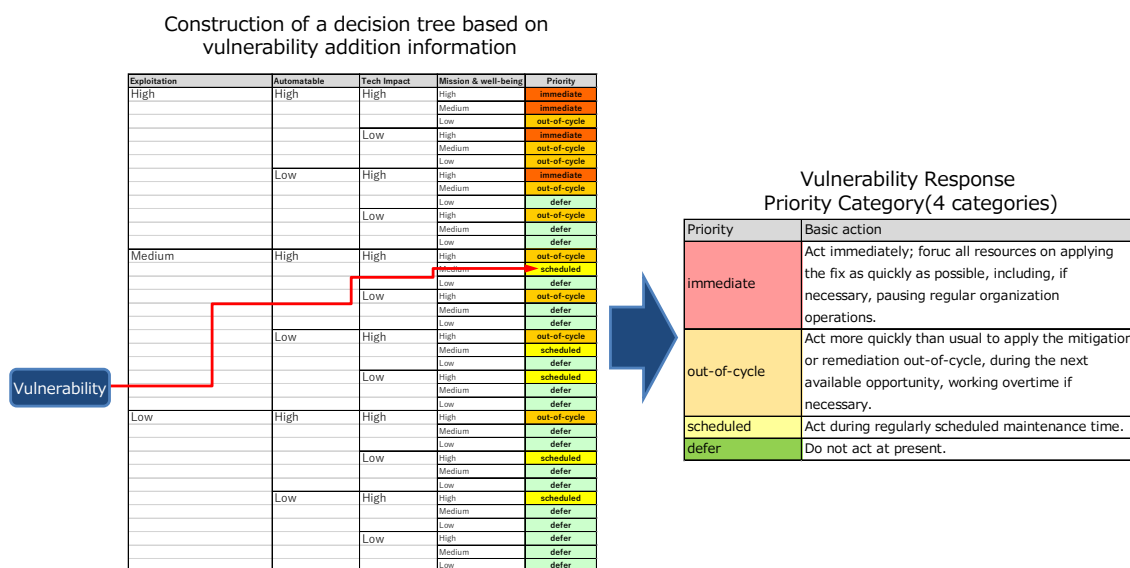 Construction of a decision tree based on
vulnerability addition information
Exploitation Automatable Tech Impact Mission & well-being Priority
High High High High immediate
Medium immediate
Low out-of-cycle
Low High immediate
Medium out-of-cycle
Low out-of-cycle
Low High High immediate
Medium out-of-cycle
Low defer
Low High out-of-cycle
Medium defer
Low defer
Medium High High High out-of-cycle
Medium scheduled
Low defer
Low High out-of-cycle
Medium defer
Low defer
Low High High out-of-cycle
Medium scheduled
Low defer
Low High scheduled
Medium defer
Low defer
Low High High High out-of-cycle
Medium defer
Low defer
Low High scheduled
Medium defer
Low defer
Low High High scheduled
Medium defer
Low defer
Low High defer
Medium defer
Low defer
Vulnerability
Vulnerability Response
Priority Category(4 categories)
Priority Basic action
immediate
Act immediately; foruc all resources on applying
the fix as quickly as possible, including, if
necessary, pausing regular organization
operations.
out-of-cycle
Act more quickly than usual to apply the mitigation
or remediation out-of-cycle, during the next
available opportunity, working overtime if
necessary.
scheduled Act during regularly scheduled maintenance time.
defer Do not act at present.